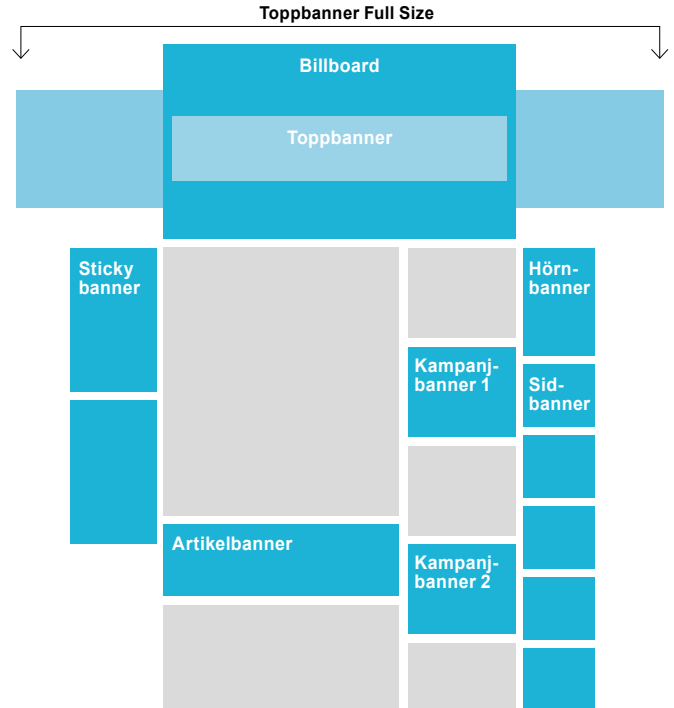 Toppbanner Full Size
Billboard
Toppbanner
Sticky
banner
Hörn-
banner
Kampanj-
banner 1
Sid-
banner
Artikelbanner
Kampanj-
banner 2